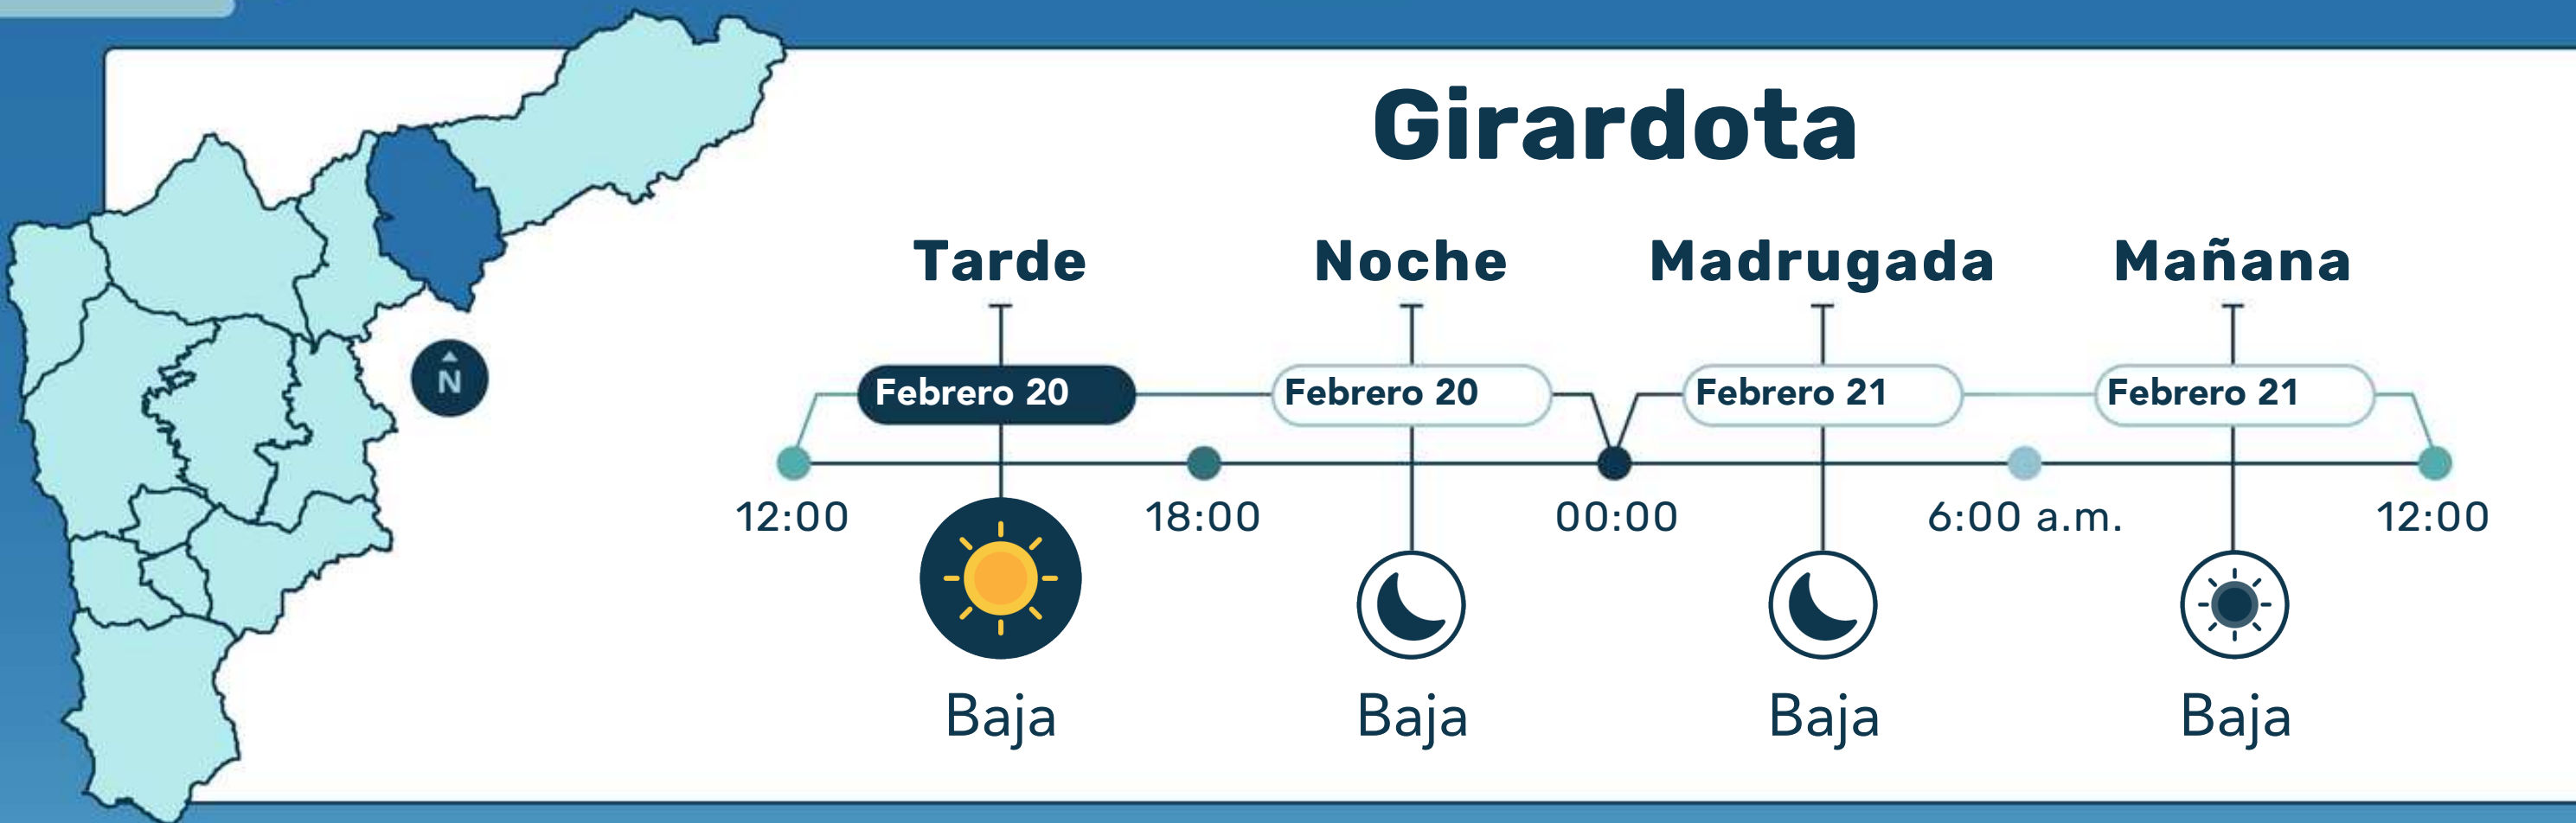 Girardota
Tarde Noche Madrugada Mañana
Febrero 20 Febrero 20 Febrero 21 Febrero 21
N
12:00 18:00 00:00 6:00 a.m. 12:00
Baja Baja Baja Baja